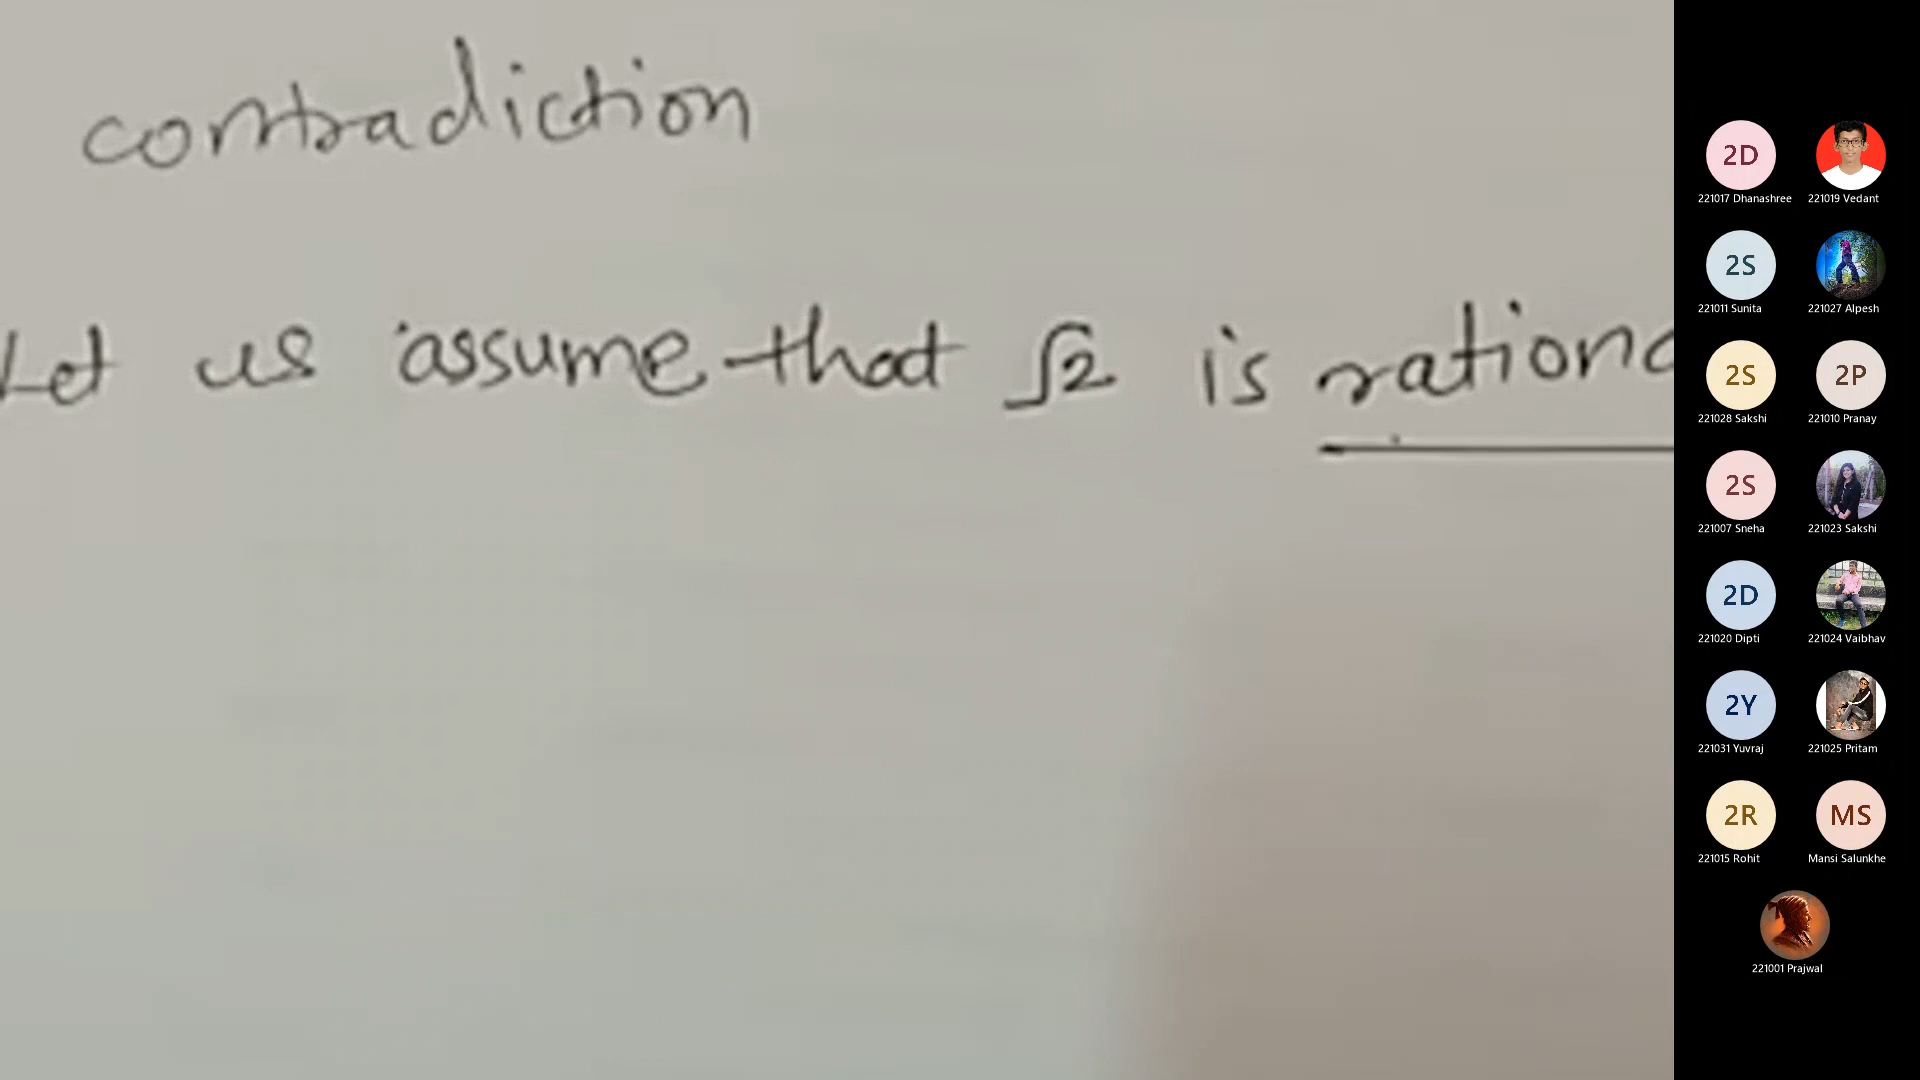 contradiction
Let us assume that √2 is rationa
2D
221017 Dhanashree
221019 Vedant
2S
221011 Sunita
221027 Alpesh
2S
2P
221028 Sakshi
221010 Pranay
2S
221007 Sneha
221023 Sakshi
2D
221020 Dipti
221024 Vaibhav
2Y
221031 Yuvraj
221025 Pritam
2R
MS
221015 Rohit
Mansi Salunkhe
221001 Prajwal